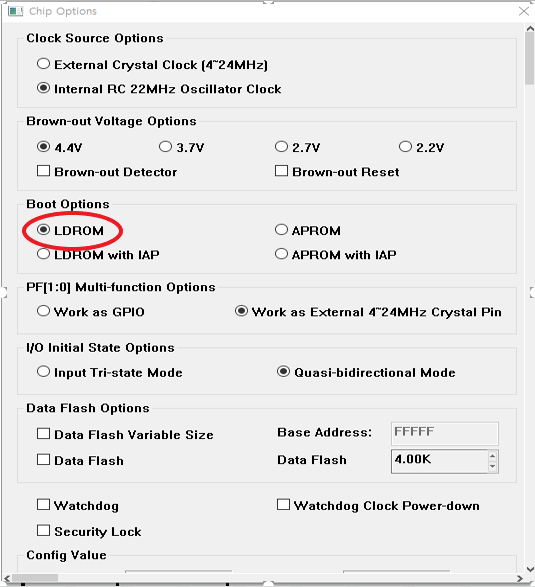 Chip Options
Clock Source Options
External Crystal Clock (4~24MHz)
Internal RC 22MHz Oscillator Clock
Brown-out Voltage Options
4.4V 3.7V 2.7V 2.2V
Brown-out Detector Brown-out Reset
Boot Options
LDROM APROM
LDROM with IAP APROM with IAP
PF[1:0] Multi-function Options
Work as GPIO Work as External 4~24MHz Crystal Pin
I/O Initial State Options
Input Tri-state Mode Quasi-bidirectional Mode
Data Flash Options
Data Flash Variable Size Base Address: FFFFF
Data Flash Data Flash 4.00K
Watchdog Watchdog Clock Power-down
Security Lock
Config Value